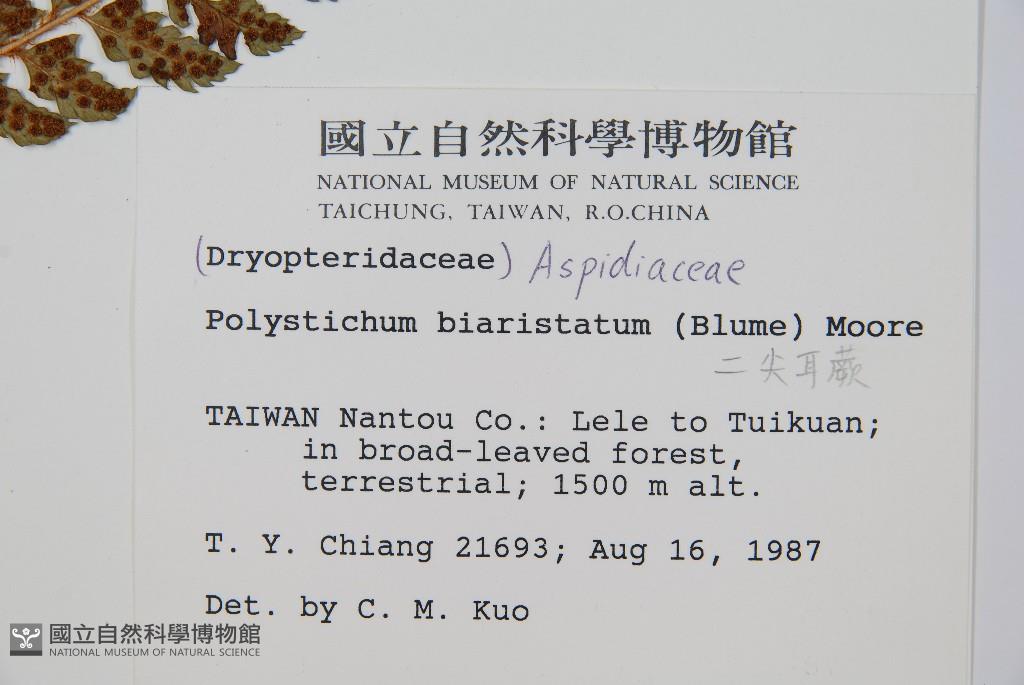 國立自然科學博物館
NATIONAL MUSEUM OF NATURAL SCIENCE
TAICHUNG, TAIWAN, R.O.CHINA
(Dryopteridaceae) Aspidiaceae
Polystichum biaristatum (Blume) Moore
二尖耳蕨
TAIWAN Nantou Co.: Lele to Tuikuan;
in broad-leaved forest,
terrestrial; 1500 m alt.
T. Y. Chiang 21693; Aug 16, 1987
Det. by C. M. Kuo
國立自然科學博物館
NATIONAL MUSEUM OF NATURAL SCIENCE